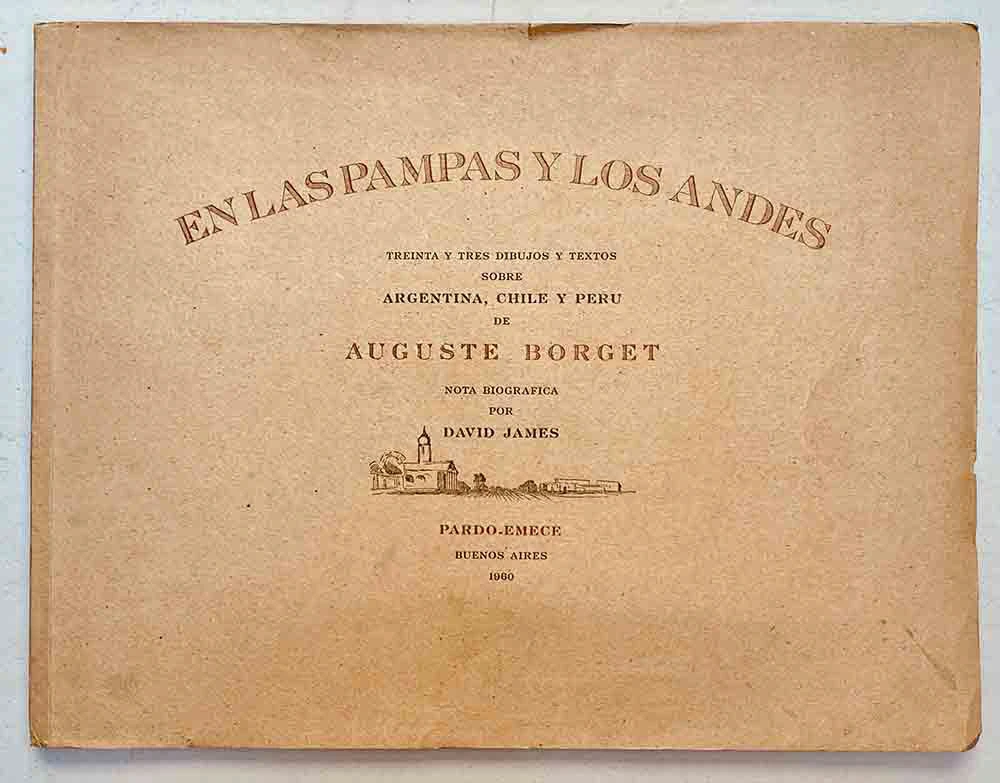 EN LAS PAMPAS Y LOS ANDES
TREINTA Y TRES DIBUJOS Y TEXTOS
SOBRE
ARGENTINA, CHILE Y PERU
DE
AUGUSTE BORGET
NOTA BIOGRAFICA
POR
DAVID JAMES
PARDO-EMECE
BUENOS AIRES
1960